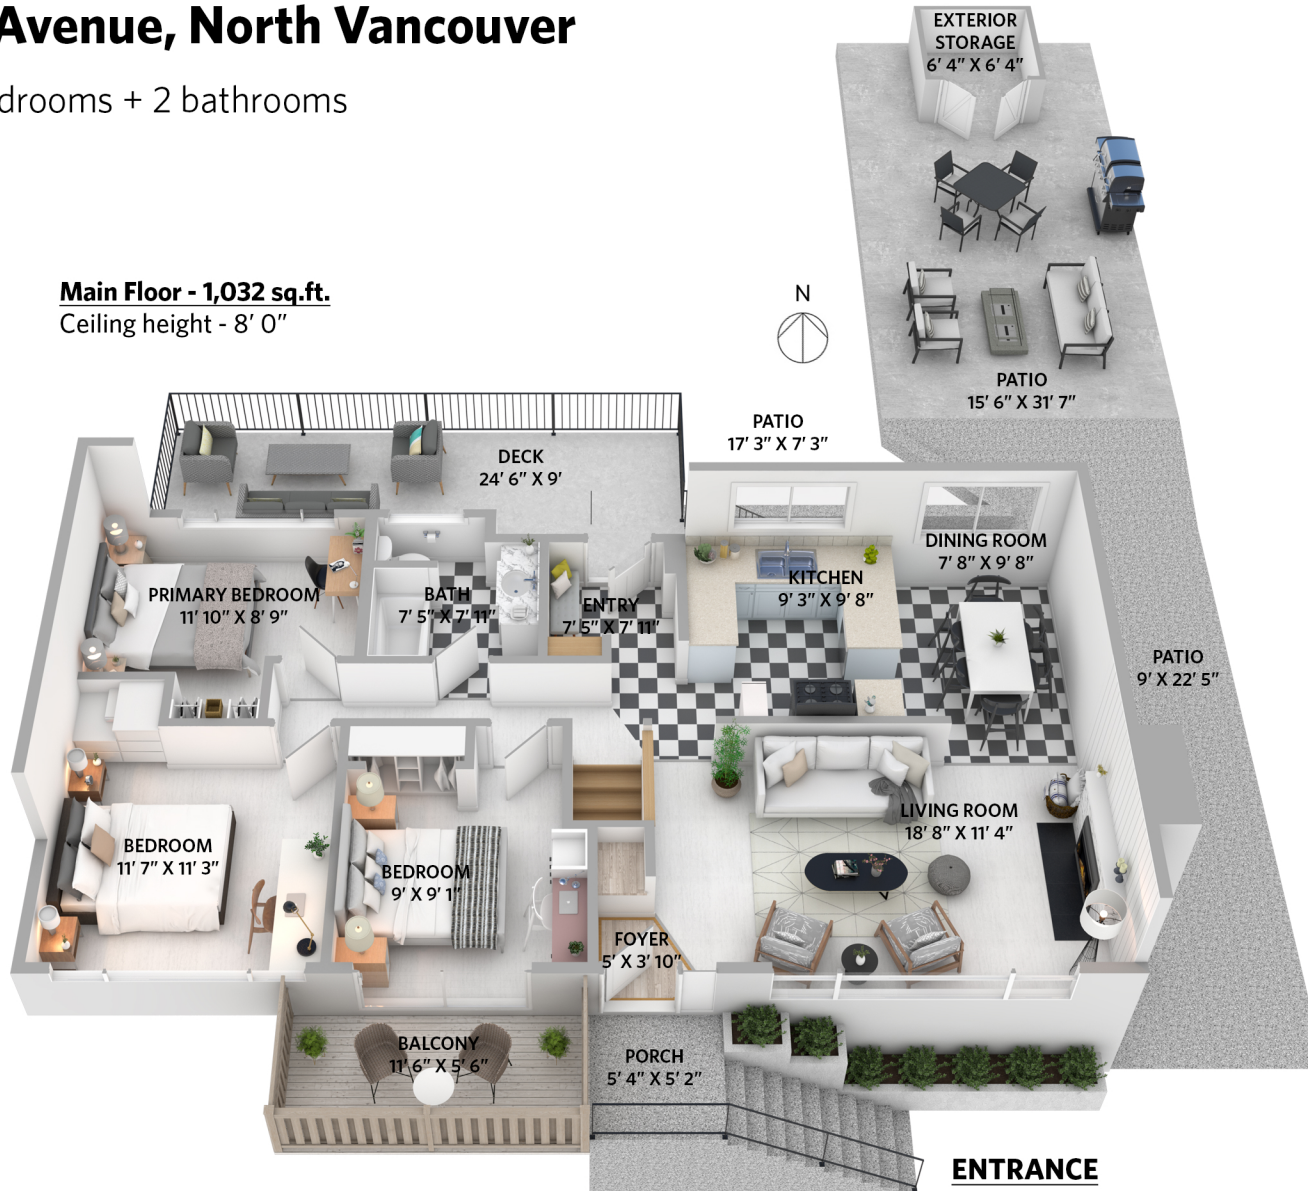 Avenue, North Vancouver
drooms + 2 bathrooms
EXTERIOR
STORAGE
6' 4" X 6' 4"
Main Floor - 1,032 sq.ft.
Ceiling height - 8' 0"
N
PATIO
15' 6" X 31' 7"
PATIO
17' 3" X 7' 3"
DECK
24' 6" X 9'
DINING ROOM
7' 8" X 9' 8"
KITCHEN
9' 3" X 9' 8"
PRIMARY BEDROOM
11' 10" X 8' 9"
BATH
7' 5" X 7' 11"
ENTRY
7' 5" X 7' 11"
PATIO
9' X 22' 5"
LIVING ROOM
18' 8" X 11' 4"
BEDROOM
11' 7" X 11' 3"
BEDROOM
9' X 9' 1"
FOYER
5' X 3' 10"
BALCONY
11' 6" X 5' 6"
PORCH
5' 4" X 5' 2"
ENTRANCE